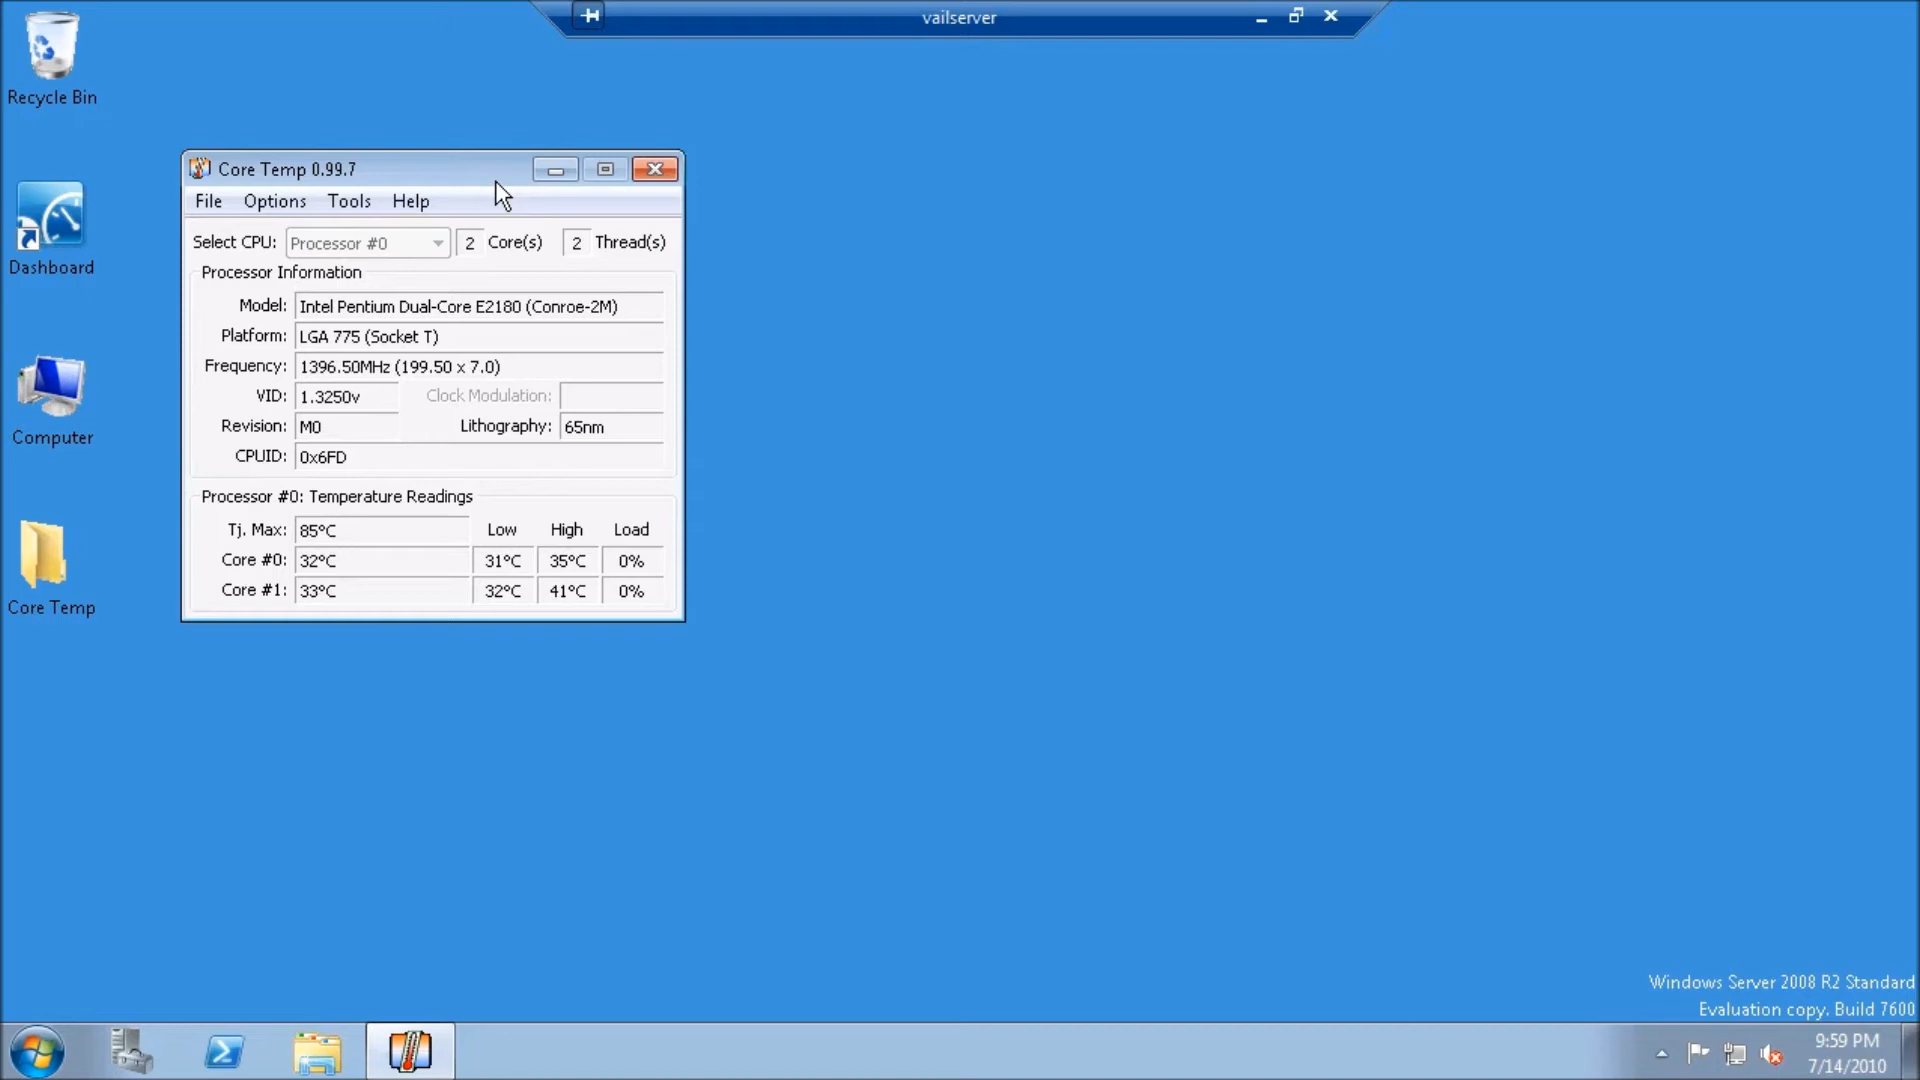 vailserver
Recycle Bin
Dashboard
Computer
Core Temp
Core Temp 0.99.7
File Options Tools Help
Select CPU: Processor #0 2 Core(s) 2 Thread(s)
Processor Information
Model: Intel Pentium Dual-Core E2180 (Conroe-2M)
Platform: LGA 775 (Socket T)
Frequency: 1396.50MHz (199.50 x 7.0)
VID: 1.3250v Clock Modulation:
Revision: M0 Lithography: 65nm
CPUID: 0x6FD
Processor #0: Temperature Readings
Tj. Max: 85°C Low High Load
Core #0: 32°C 31°C 35°C 0%
Core #1: 33°C 32°C 41°C 0%
Windows Server 2008 R2 Standard
Evaluation copy. Build 7600
9:59 PM
7/14/2010